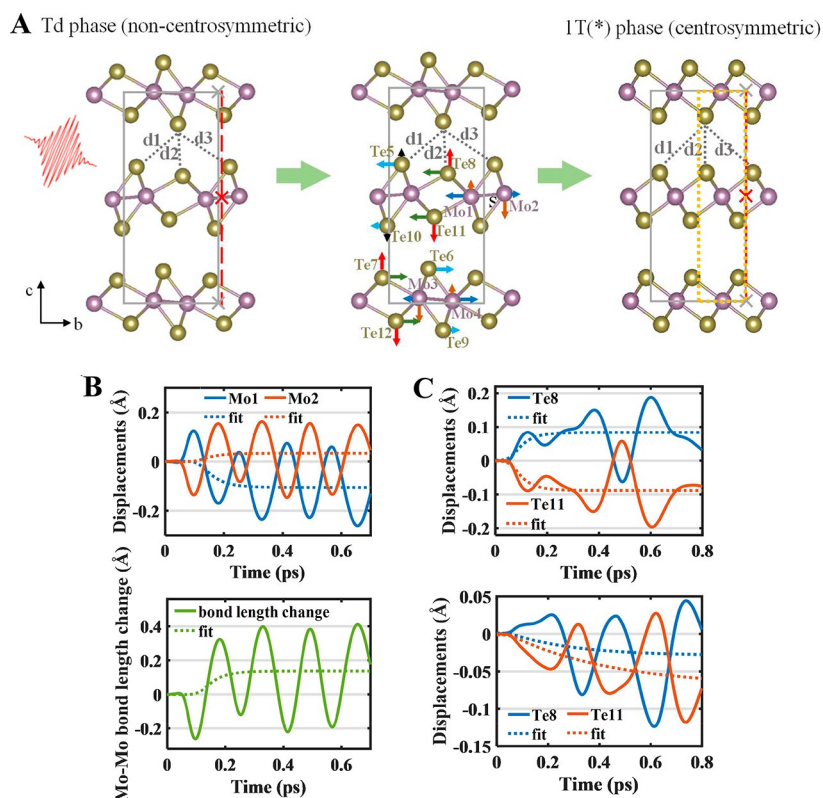 A Td phase (non-centrosymmetric) 1T(*) phase (centrosymmetric)
d1 d2 d3
d1 d2 d3
d1 d2 d3
Te5 Te8
Mo1 Mo2
S
Te10 Te11
Te7 Te6
Mo3
Mo4
Te12 Te9
c
b
B
Mo1 Mo2
fit fit
Displacements (Å)
0.2
0
-0.2
0 0.2 0.4 0.6
Time (ps)
C
Te8
fit
Te11
fit
Displacements (Å)
0.2
0.1
0
-0.1
-0.2
0 0.2 0.4 0.6 0.8
Time (ps)
bond length change
fit
Mo-Mo bond length change (Å)
0.4
0.2
0
-0.2
0 0.2 0.4 0.6
Time (ps)
Te8 Te11
fit fit
Displacements (Å)
0.05
0
-0.05
-0.1
-0.15
0 0.2 0.4 0.6 0.8
Time (ps)